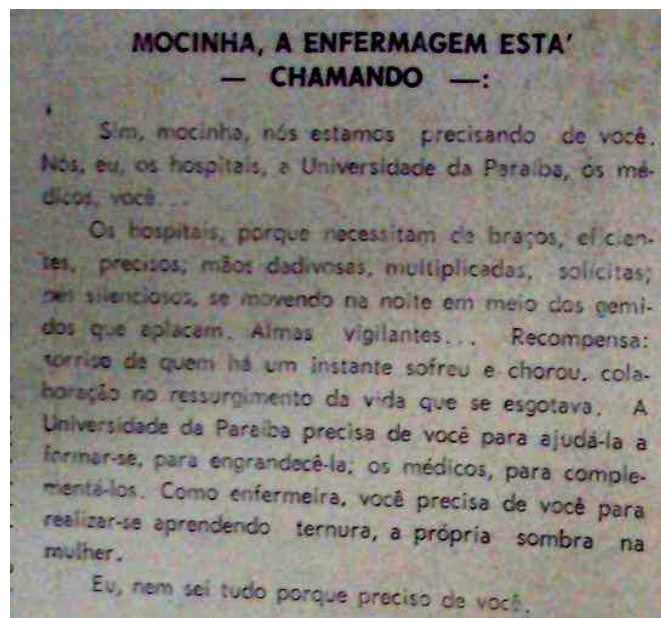 MOCINHA, A ENFERMAGEM ESTA'
— CHAMANDO —:
Sim, mocinha, nós estamos precisando de você.
Nós, eu, os hospitais, a Universidade da Paraíba, os mé-
dicos, você...
Os hospitais, porque necessitam de braços, eficien-
tes, precisos; mãos dadivosas, multiplicadas, solicitas;
pés silenciosos, se movendo na noite em meio dos gemi-
dos que aplacam. Almas vigilantes... Recompensa:
sorriso de quem há um instante sofreu e chorou, cola-
boração no ressurgimento da vida que se esgotava. A
Universidade da Paraíba precisa de você para ajudá-la a
formar-se, para engrandecê-la; os médicos, para comple-
mentá-los. Como enfermeira, você precisa de você para
realizar-se aprendendo ternura, a própria sombra na
mulher.
Eu, nem sei tudo porque preciso de você.